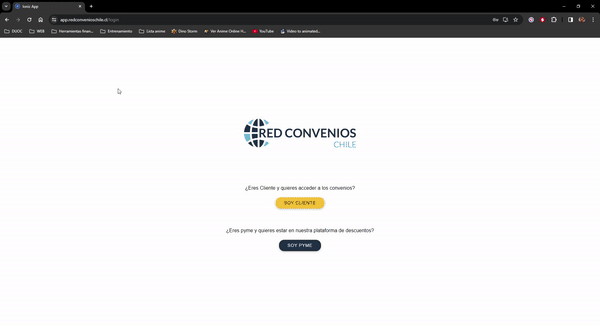 Ionic App
app.redconvenioschile.cl/login
DUOC
WEB
Herramientas finan...
Entrenamiento
Lista anime
Dino Storm
Ver Anime Online H...
YouTube
Video to animated...
RED CONVENIOS
CHILE
¿Eres Cliente y quieres acceder a los convenios?
SOY CLIENTE
¿Eres pyme y quieres estar en nuestra plataforma de descuentos?
SOY PYME